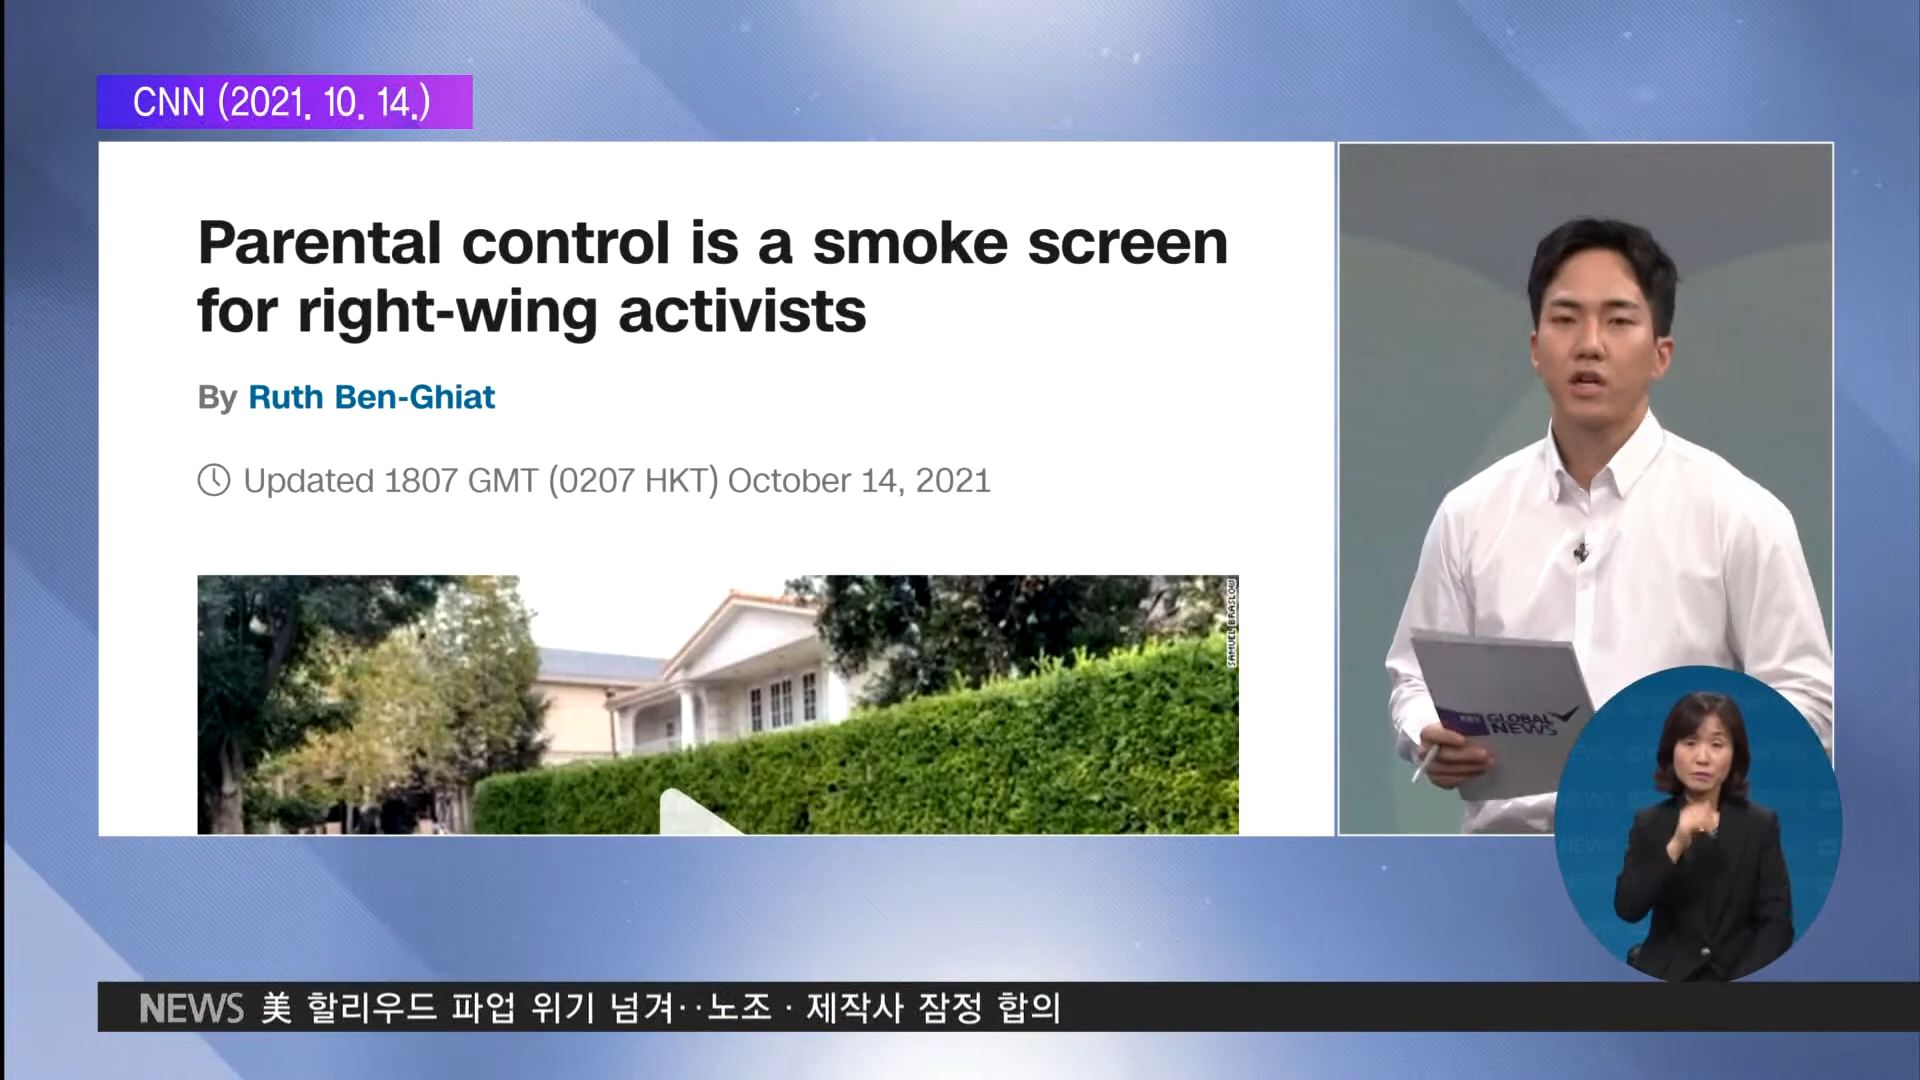 CNN (2021. 10. 14.)
Parental control is a smoke screen
for right-wing activists
By Ruth Ben-Ghiat
Updated 1807 GMT (0207 HKT) October 14, 2021
SAMUEL BRASLOW
GLOBAL
NEWS
NEWS 美 할리우드 파업 위기 넘겨··노조·제작사 잠정 합의